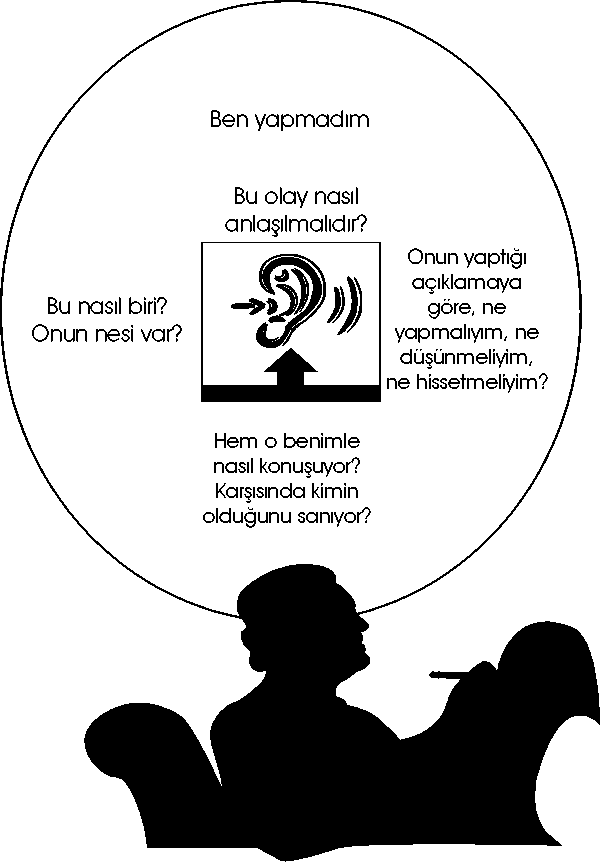 Ben yapmadım
Bu olay nasıl
anlaşılmalıdır?
Bu nasıl biri?
Onun nesi var?
Onun yaptığı
açıklamaya
göre, ne
yapmalıyım, ne
düşünmeliyim,
ne hissetmeliyim?
Hem o benimle
nasıl konuşuyor?
Karşısında kimin
olduğunu sanıyor?